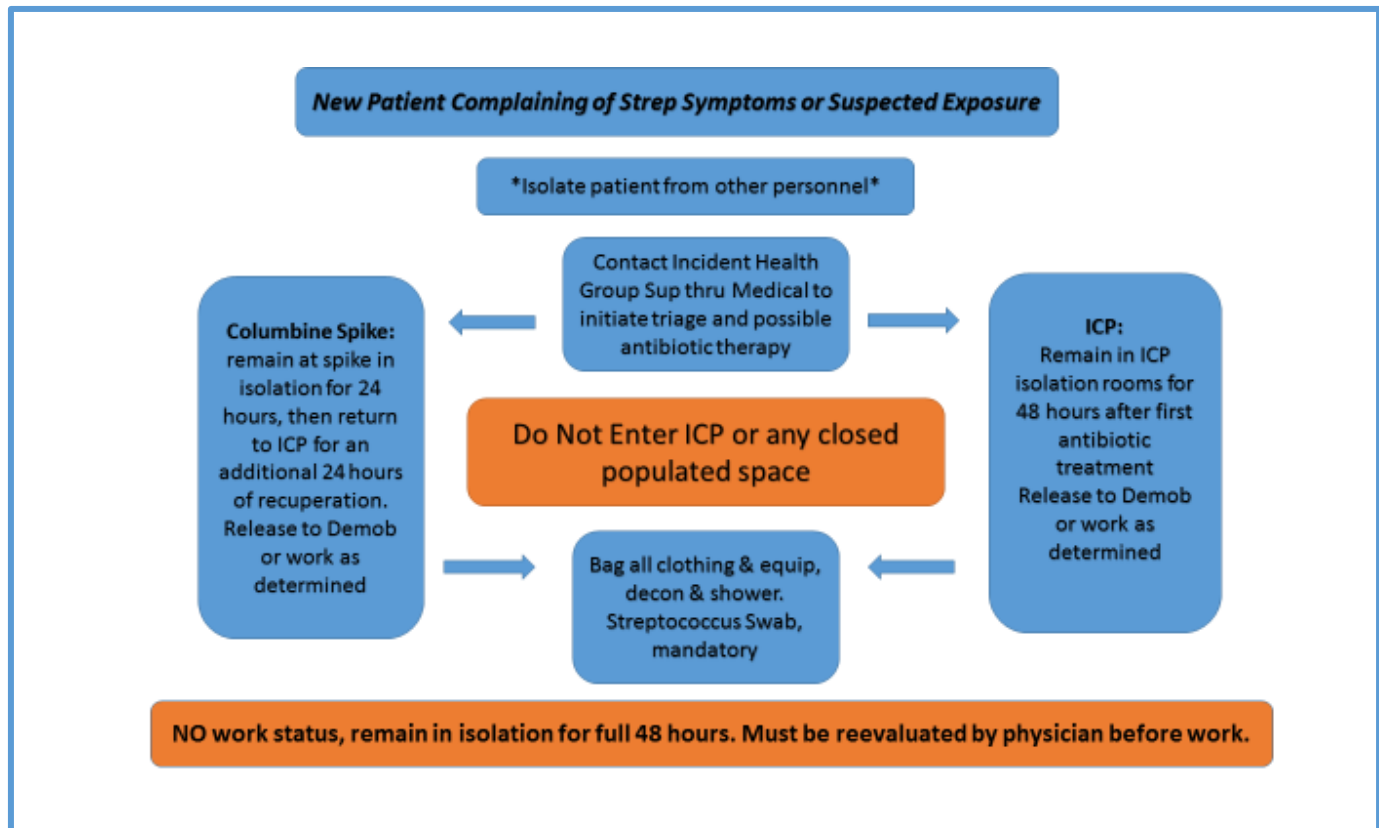 New Patient Complaining of Strep Symptoms or Suspected Exposure
*Isolate patient from other personnel*
Contact Incident Health
Group Sup thru Medical to
initiate triage and possible
antibiotic therapy
Columbine Spike:
remain at spike in
isolation for 24
hours, then return
to ICP for an
additional 24 hours
of recuperation.
Release to Demob
or work as
determined
ICP:
Remain in ICP
isolation rooms for
48 hours after first
antibiotic
treatment
Release to Demob
or work as
determined
Do Not Enter ICP or any closed
populated space
Bag all clothing & equip,
decon & shower.
Streptococcus Swab,
mandatory
NO work status, remain in isolation for full 48 hours. Must be reevaluated by physician before work.